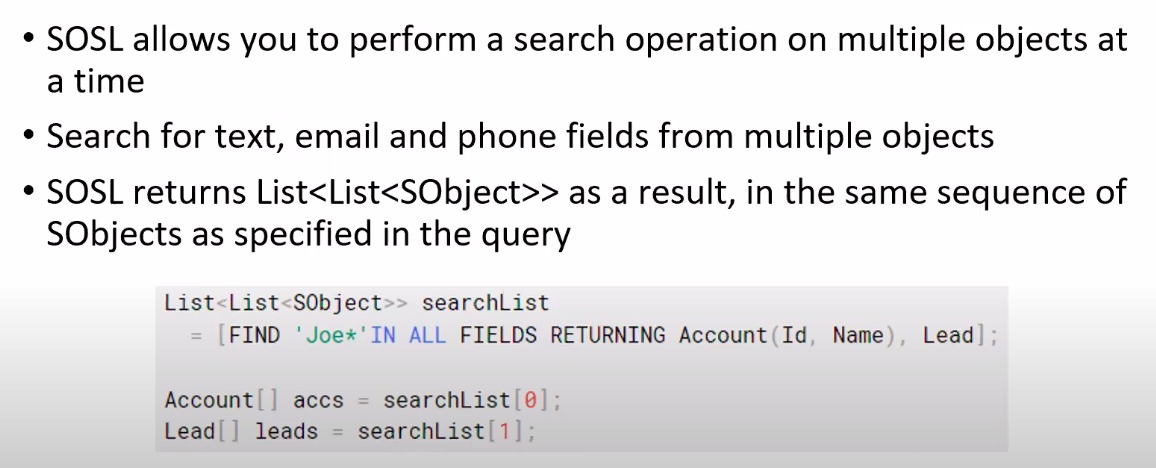 • SOSL allows you to perform a search operation on multiple objects at
a time
• Search for text, email and phone fields from multiple objects
• SOSL returns List<List<SObject>> as a result, in the same sequence of
SObjects as specified in the query
List<List<SObject>> searchList
= [FIND 'Joe*'IN ALL FIELDS RETURNING Account(Id, Name), Lead];
Account[] accs = searchList[0];
Lead[] leads = searchList[1];